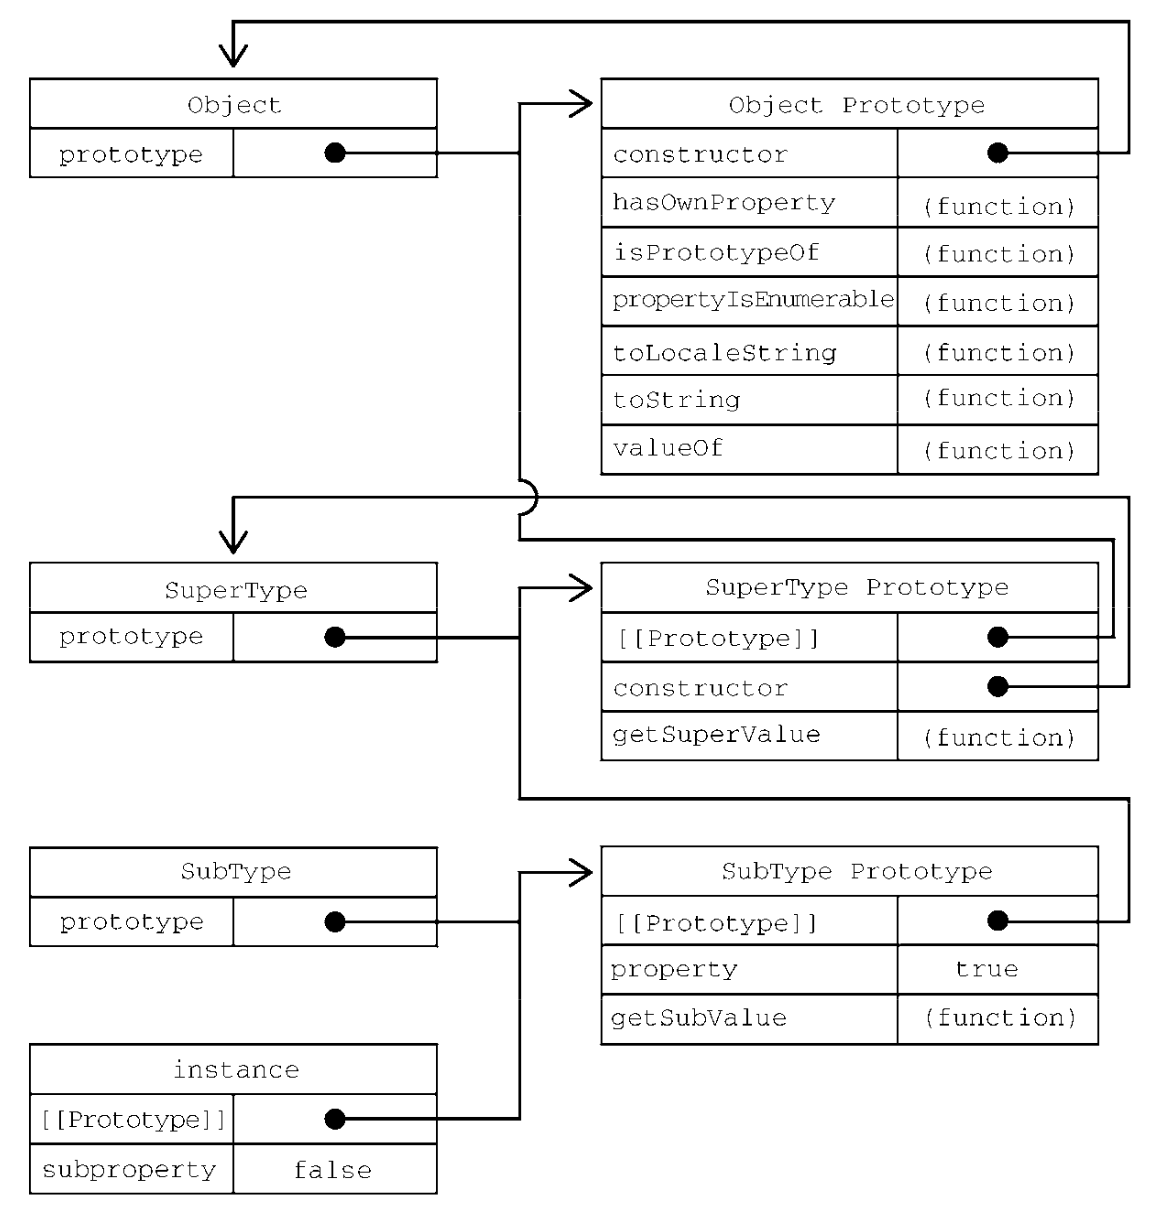 Object
prototype
Object Prototype
constructor
hasOwnProperty (function)
isPrototypeOf (function)
propertyIsEnumerable (function)
toLocaleString (function)
toString (function)
valueOf (function)
SuperType
prototype
SuperType Prototype
[[Prototype]]
constructor
getSuperValue (function)
SubType
prototype
SubType Prototype
[[Prototype]]
property true
getSubValue (function)
instance
[[Prototype]]
subproperty false